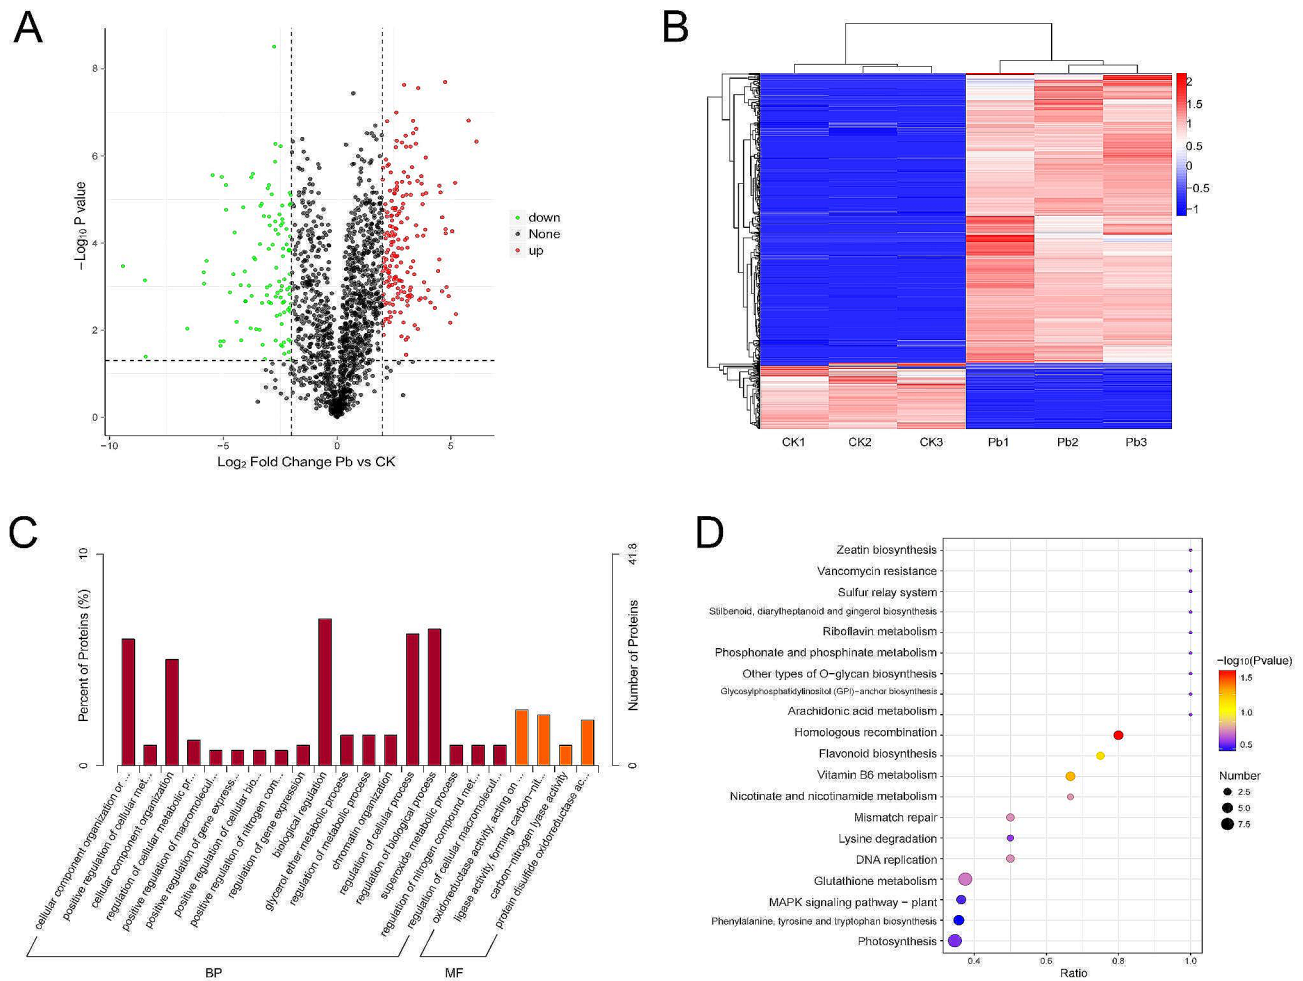 A
8
6
4
2
0
−Log₁₀ P value
−10
−5
0
5
Log₂ Fold Change Pb vs CK
down
None
up
B
2
1.5
1
0
−0.5
−1
CK1
CK2
CK3
Pb1
Pb2
Pb3
C
10
0
Percent of Proteins (%)
41.8
0
Number of Proteins
cellular component organization or...
positive regulation of cellular met...
cellular component organization
regulation of cellular metabolic pr...
positive regulation of macromolecul...
positive regulation of gene express...
positive regulation of cellular bio...
positive regulation of nitrogen com...
regulation of gene expression
biological regulation
glycerol ether metabolic process
regulation of metabolic process
chromatin organization
regulation of cellular process
regulation of biological process
superoxide metabolic process
regulation of nitrogen compound met...
regulation of cellular macromolecul...
oxidoreductase activity, acting on ...
ligase activity, forming carbon−nit...
carbon−nitrogen lyase activity
protein disulfide oxidoreductase ac...
BP
MF
D
Zeatin biosynthesis
Vancomycin resistance
Sulfur relay system
Stilbenoid, diarylheptanoid and gingerol biosynthesis
Riboflavin metabolism
Phosphonate and phosphinate metabolism
Other types of O−glycan biosynthesis
Glycosylphosphatidylinositol (GPI)−anchor biosynthesis
Arachidonic acid metabolism
Homologous recombination
Flavonoid biosynthesis
Vitamin B6 metabolism
Nicotinate and nicotinamide metabolism
Mismatch repair
Lysine degradation
DNA replication
Glutathione metabolism
MAPK signaling pathway − plant
Phenylalanine, tyrosine and tryptophan biosynthesis
Photosynthesis
0.4
0.6
0.8
1.0
Ratio
−log₁₀(Pvalue)
1.5
1.0
0.5
Number
2.5
5.0
7.5